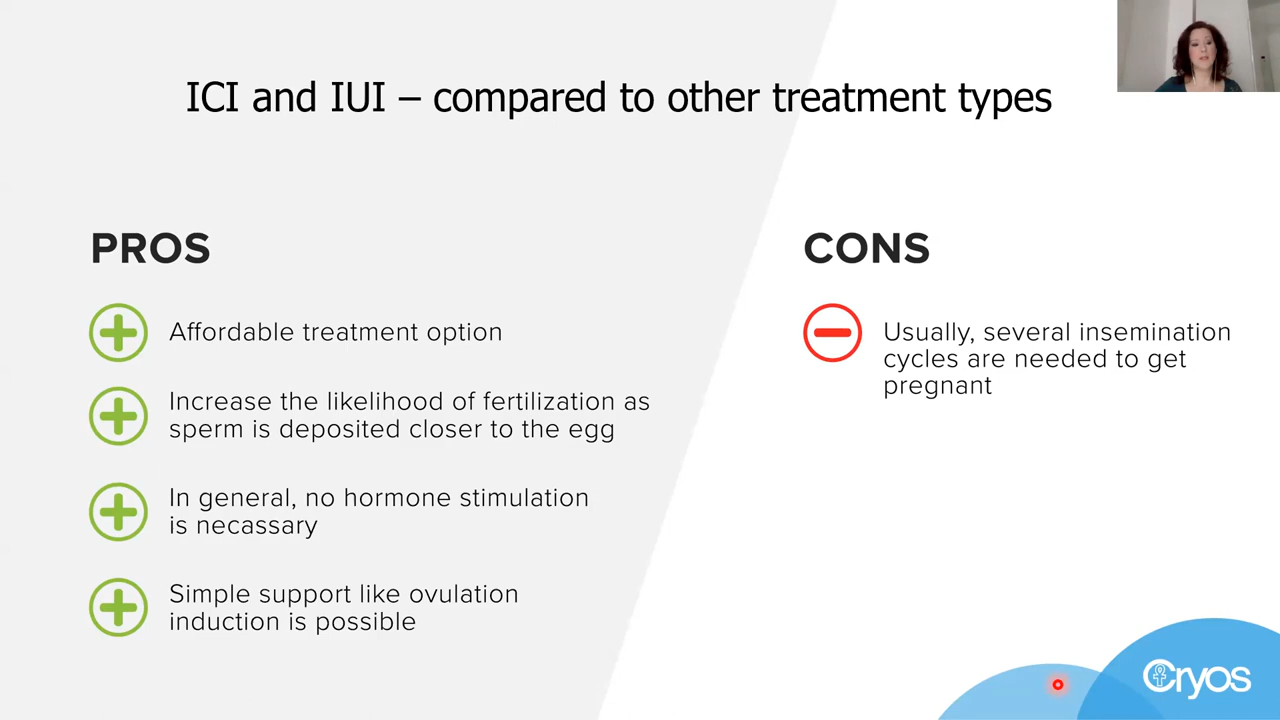 ICI and IUI – compared to other treatment types
PROS
Affordable treatment option
Increase the likelihood of fertilization as
sperm is deposited closer to the egg
In general, no hormone stimulation
is necassary
Simple support like ovulation
induction is possible
CONS
Usually, several insemination
cycles are needed to get
pregnant
Cryos